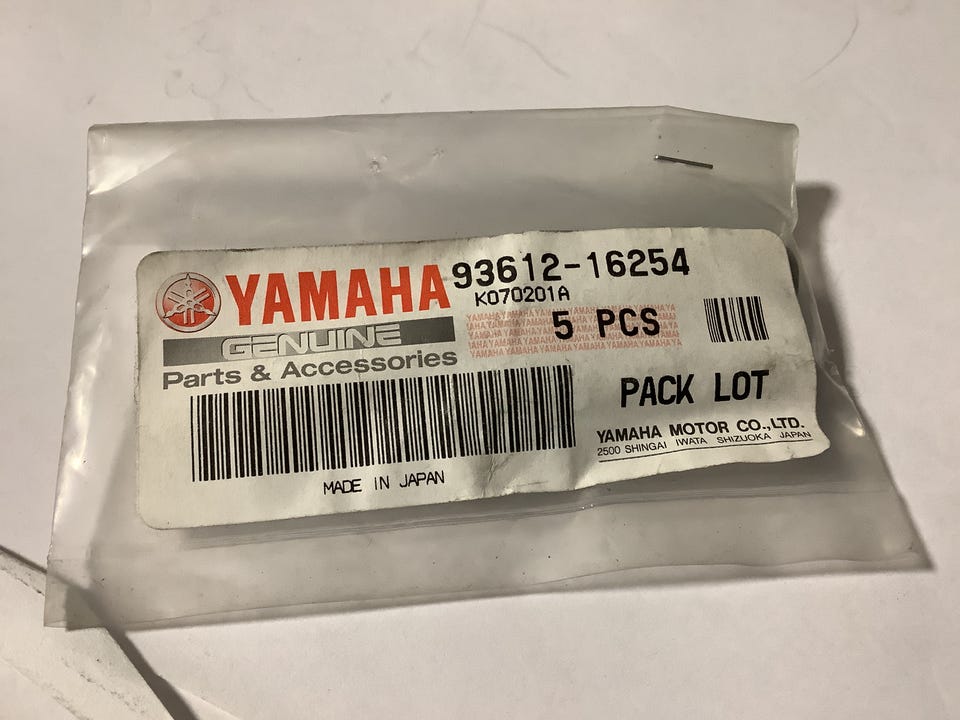 YAMAHA 93612-16254
K070201A
GENUINE
5 PCS
Parts & Accessories
PACK LOT
YAMAHA MOTOR CO.,LTD.
2500 SHINGAI IWATA SHIZUOKA JAPAN
MADE IN JAPAN